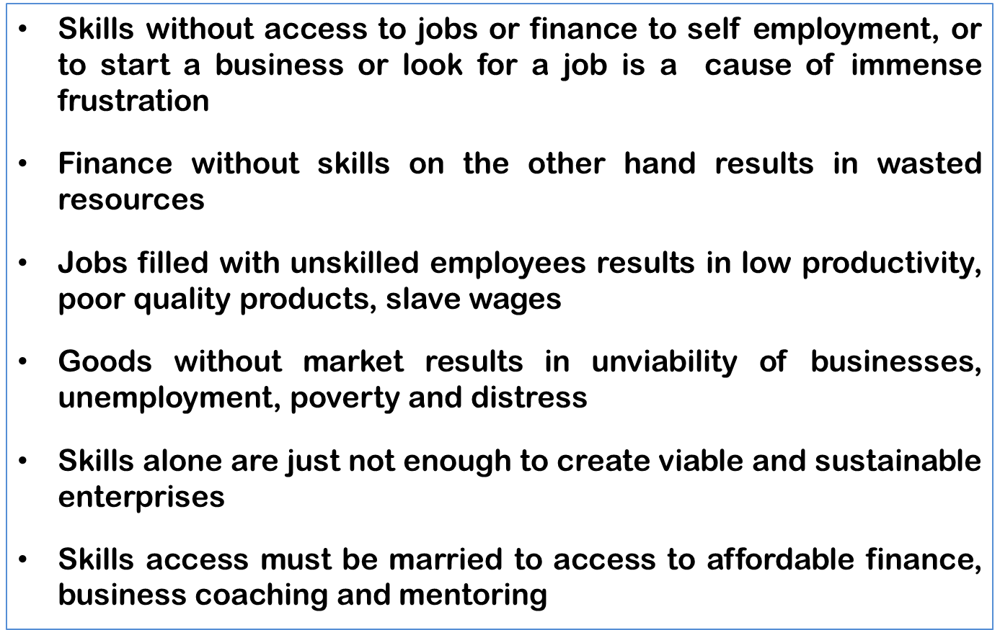 • Skills without access to jobs or finance to self employment, or
to start a business or look for a job is a cause of immense
frustration
• Finance without skills on the other hand results in wasted
resources
• Jobs filled with unskilled employees results in low productivity,
poor quality products, slave wages
• Goods without market results in unviability of businesses,
unemployment, poverty and distress
• Skills alone are just not enough to create viable and sustainable
enterprises
• Skills access must be married to access to affordable finance,
business coaching and mentoring